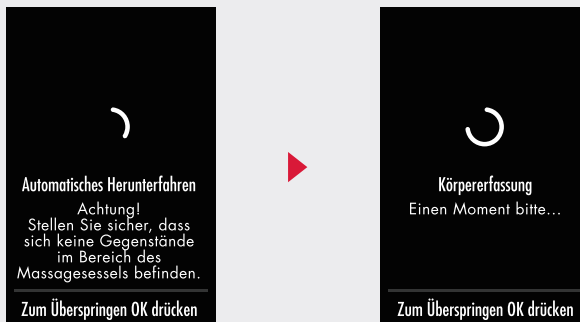 Automatisches Herunterfahren
Achtung!
Stellen Sie sicher, dass
sich keine Gegenstände
im Bereich des
Massagesessels befinden.
Zum Überspringen OK drücken
Körpererfassung
Einen Moment bitte...
Zum Überspringen OK drücken